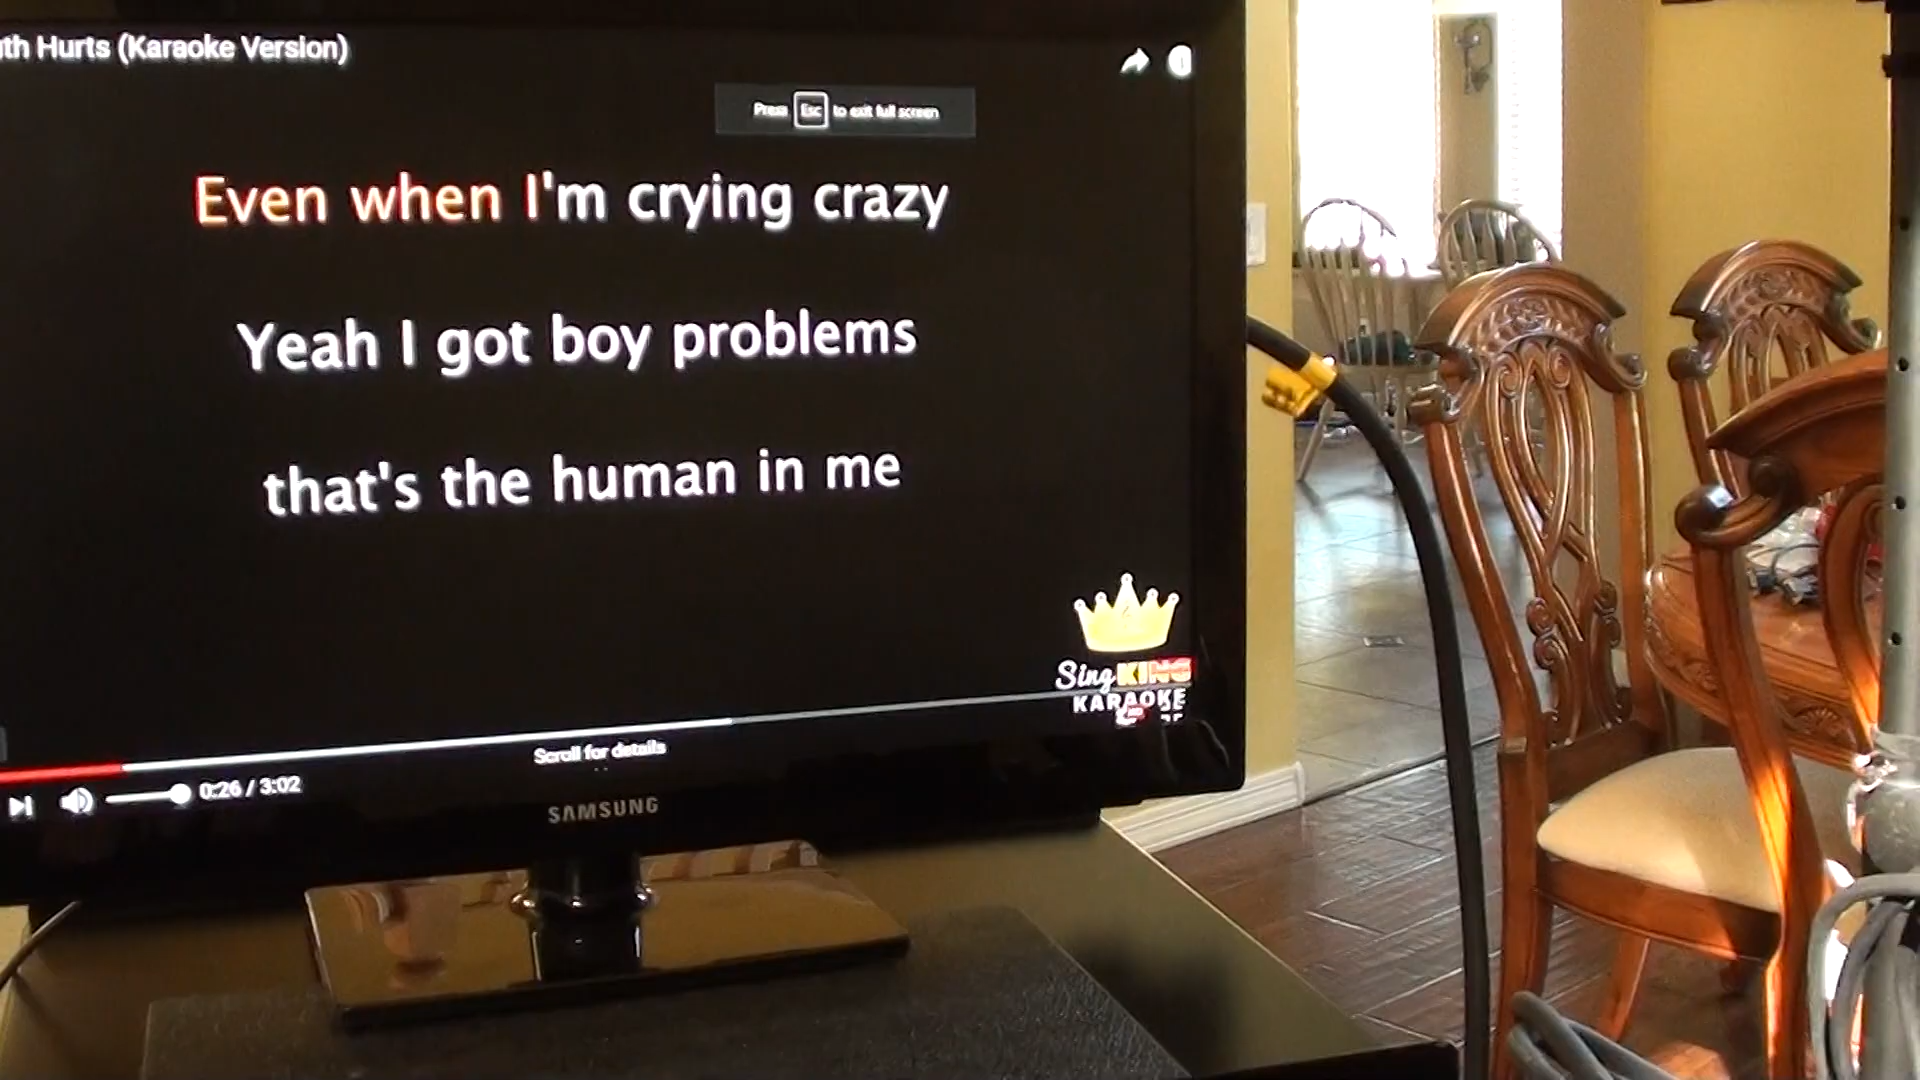 th Hurts (Karaoke Version)
Press Esc to exit full screen
Even when I'm crying crazy
Yeah I got boy problems
that's the human in me
Sing KING
KARAOKE
Scroll for details
0:26 / 3:02
SAMSUNG